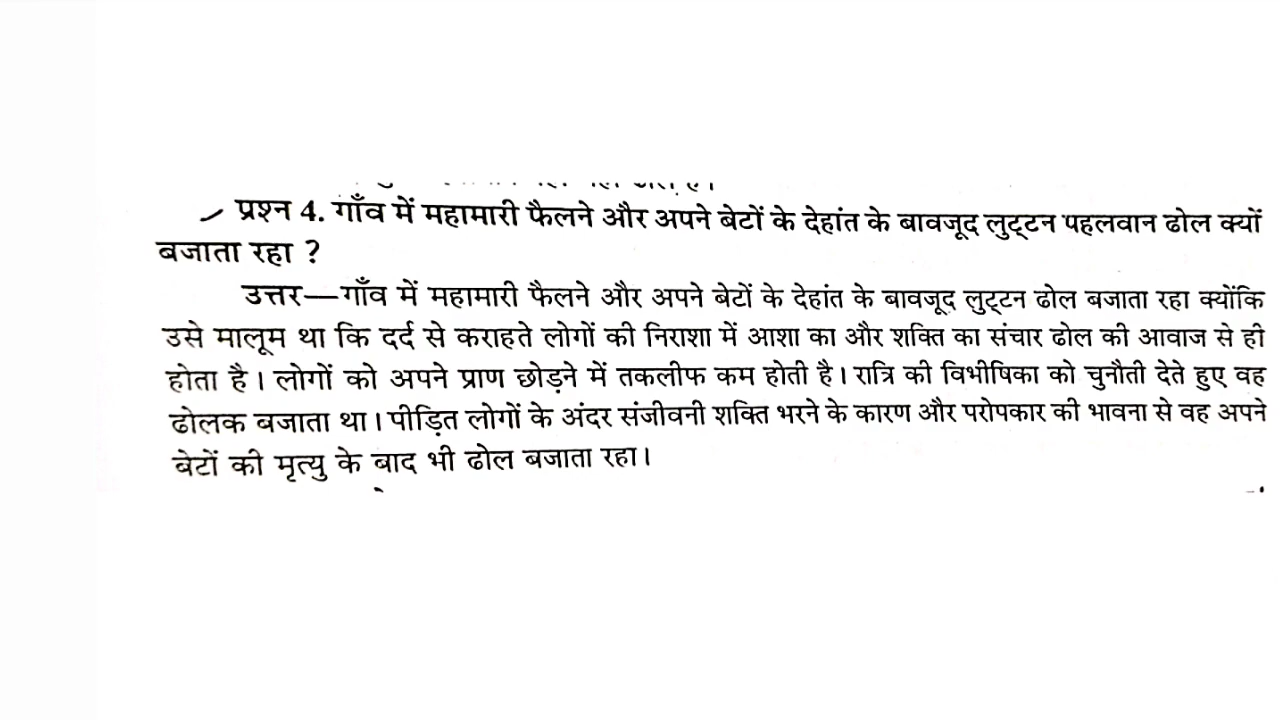 प्रश्न 4. गाँव में महामारी फैलने और अपने बेटों के देहांत के बावजूद लुट्टन पहलवान ढोल क्यों
बजाता रहा ?
उत्तर—गाँव में महामारी फैलने और अपने बेटों के देहांत के बावजूद लुट्टन ढोल बजाता रहा क्योंकि
उसे मालूम था कि दर्द से कराहते लोगों की निराशा में आशा का और शक्ति का संचार ढोल की आवाज से ही
होता है। लोगों को अपने प्राण छोड़ने में तकलीफ कम होती है। रात्रि की विभीषिका को चुनौती देते हुए वह
ढोलक बजाता था। पीड़ित लोगों के अंदर संजीवनी शक्ति भरने के कारण और परोपकार की भावना से वह अपने
बेटों की मृत्यु के बाद भी ढोल बजाता रहा।